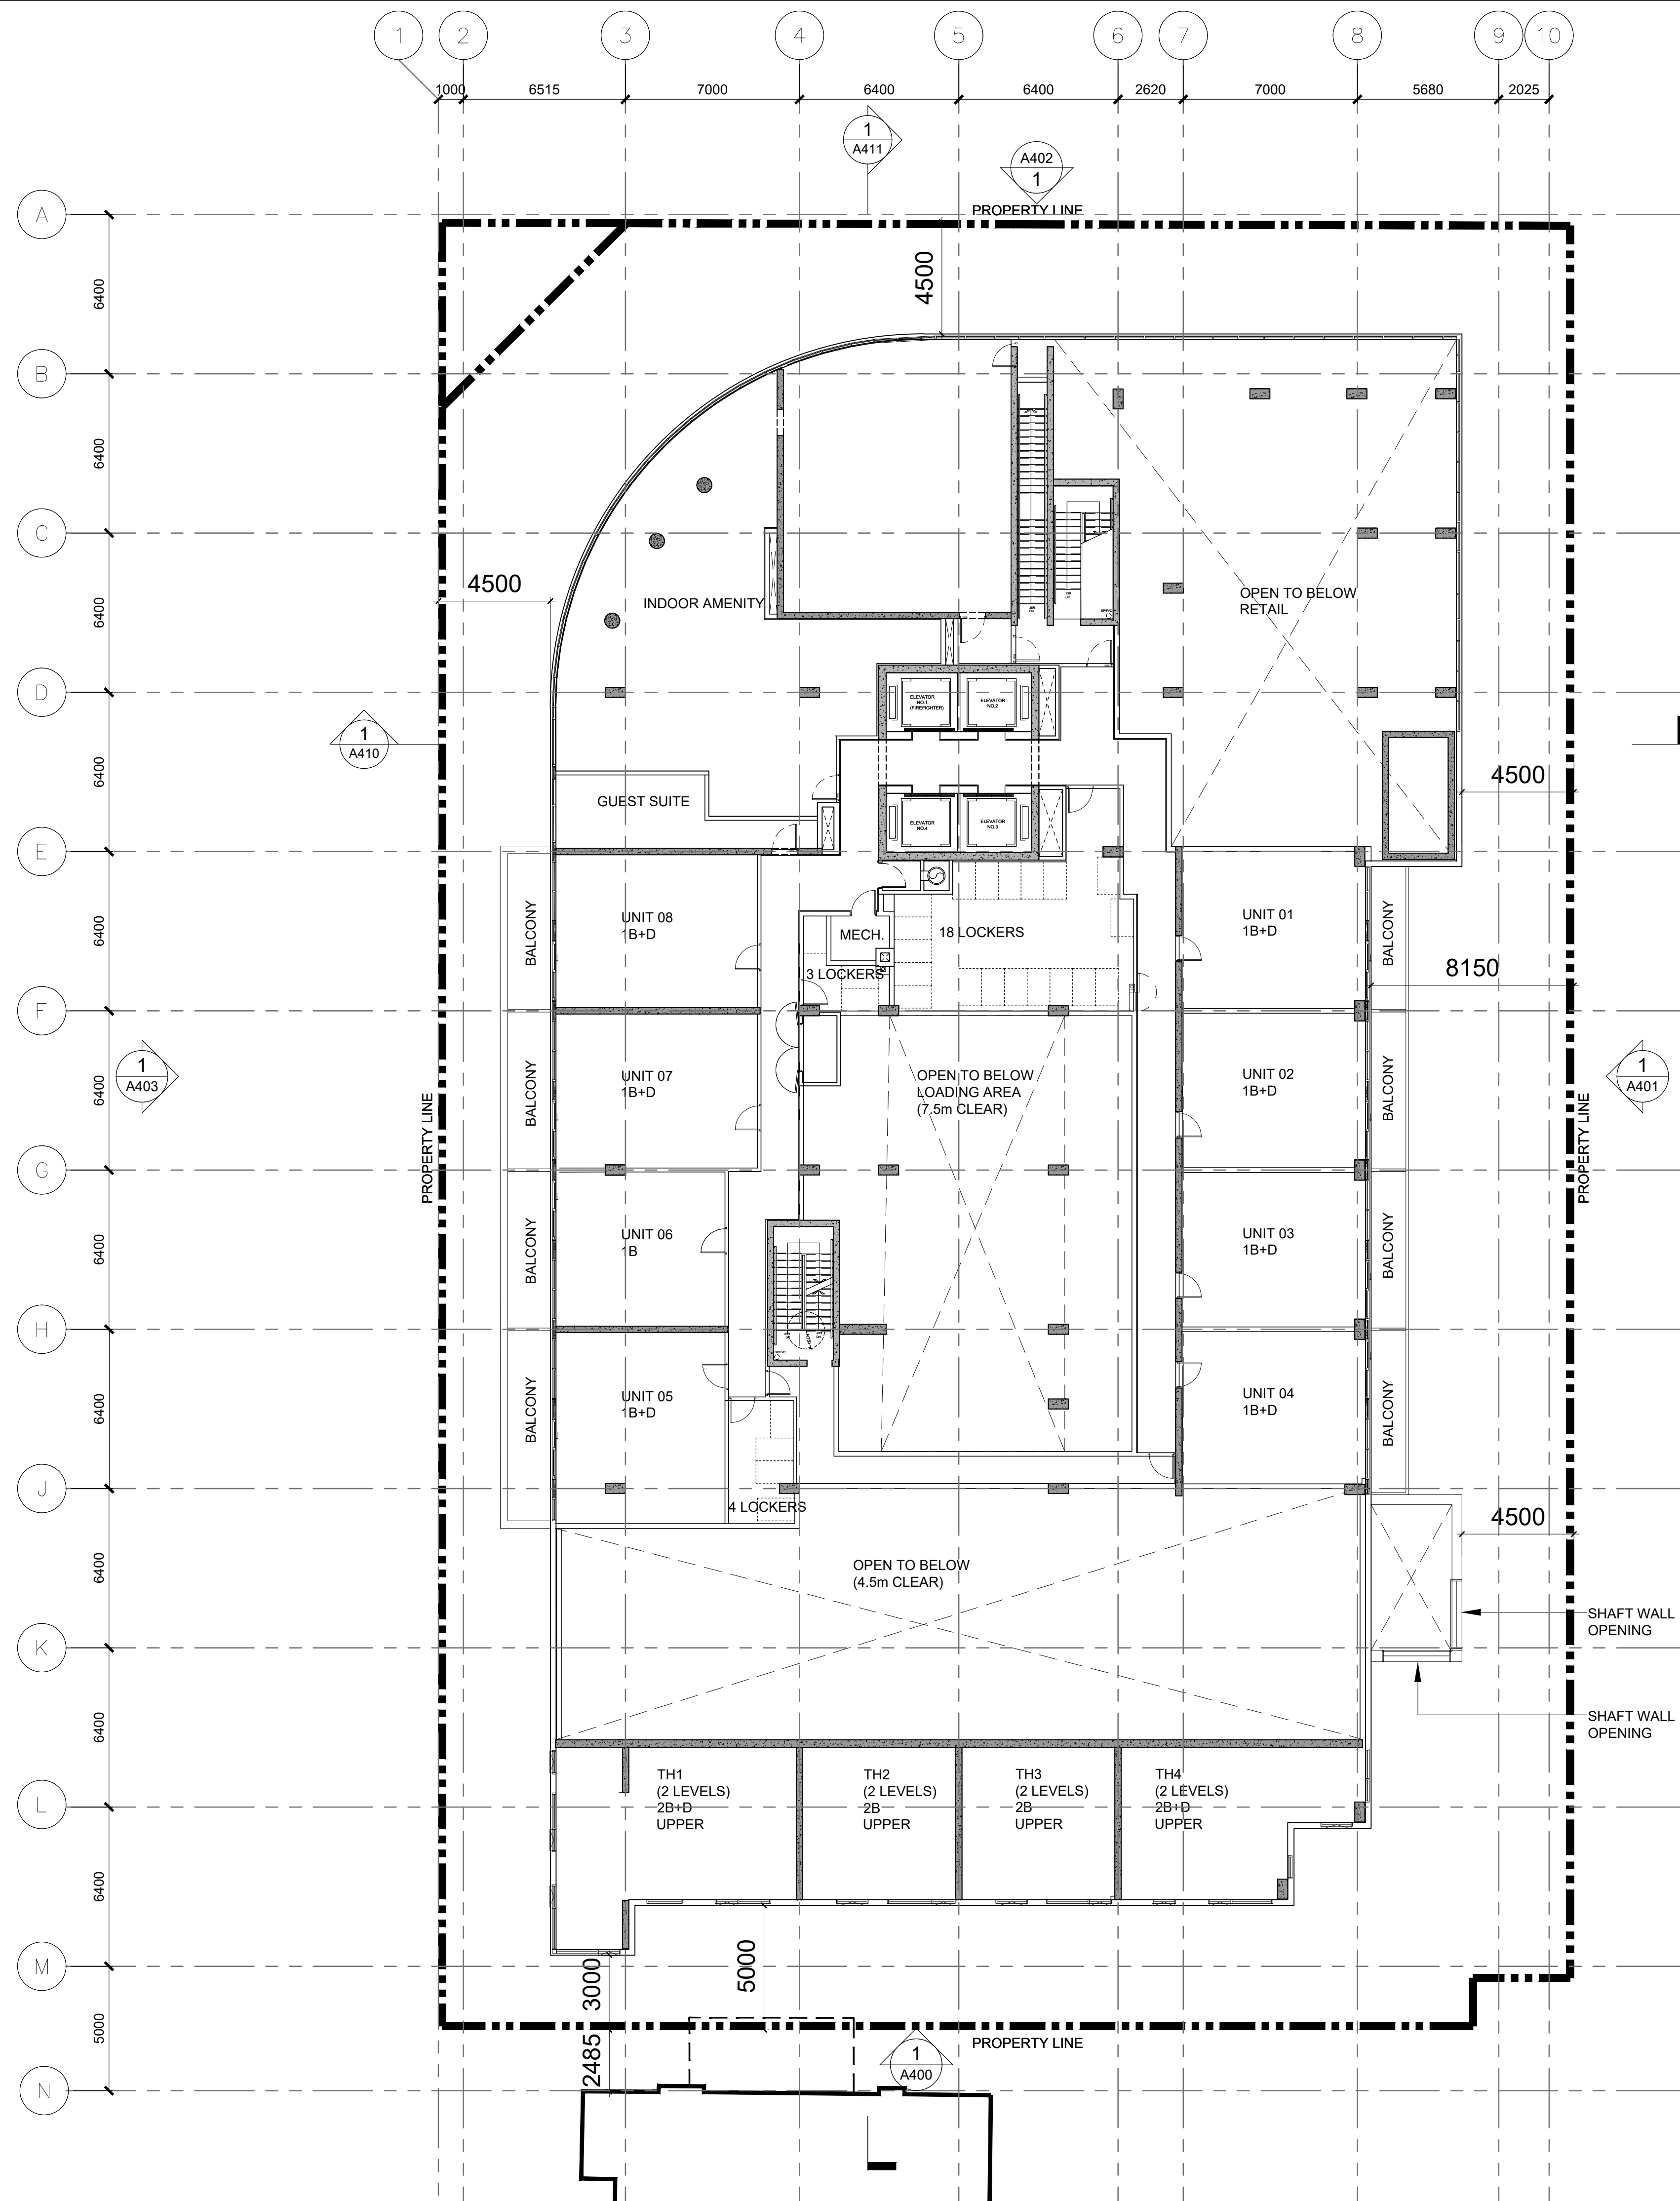 1 2 3 4 5 6 7 8 9 10
1000 6515 7000 6400 6400 2620 7000 5680 2025
1
A411
A402
1
PROPERTY LINE
A
6400
4500
B
6400
C
4500
6400
INDOOR AMENITY
OPEN TO BELOW
RETAIL
D
ELEVATOR
NO.1
(FIREFIGHTER)
ELEVATOR
NO.2
1
A410
6400
4500
GUEST SUITE
ELEVATOR
NO.4
ELEVATOR
NO.3
E
6400
BALCONY
UNIT 08
1B+D
MECH.
18 LOCKERS
3 LOCKERS
UNIT 01
1B+D
BALCONY
8150
F
1
A403
6400
PROPERTY LINE
BALCONY
UNIT 07
1B+D
OPEN TO BELOW
LOADING AREA
(7.5m CLEAR)
UNIT 02
1B+D
BALCONY
PROPERTY LINE
1
A401
G
6400
BALCONY
UNIT 06
1B
UNIT 03
1B+D
BALCONY
H
6400
BALCONY
UNIT 05
1B+D
UNIT 04
1B+D
BALCONY
J
4 LOCKERS
4500
6400
OPEN TO BELOW
(4.5m CLEAR)
SHAFT WALL
OPENING
K
6400
SHAFT WALL
OPENING
L
TH1
(2 LEVELS)
2B+D
UPPER
TH2
(2 LEVELS)
2B
UPPER
TH3
(2 LEVELS)
2B
UPPER
TH4
(2 LEVELS)
2B+D
UPPER
6400
M
3000
5000
5000
PROPERTY LINE
2485
1
A400
N